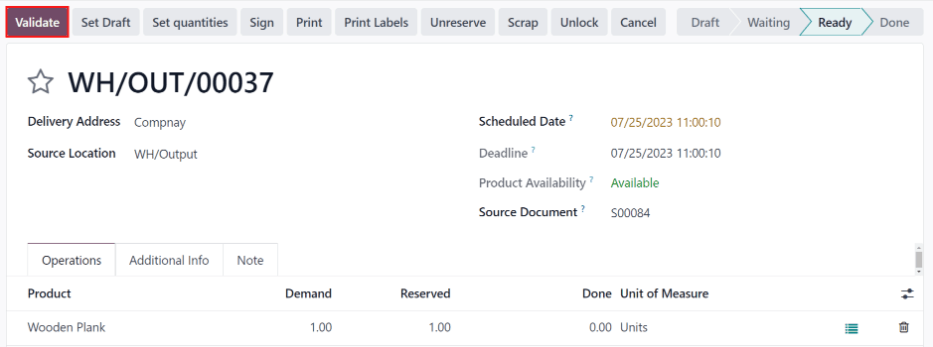 Validate Set Draft Set quantities Sign Print Print Labels Unreserve Scrap Unlock Cancel Draft Waiting Ready Done
WH/OUT/00037
Delivery Address Compnay Scheduled Date ? 07/25/2023 11:00:10
Source Location WH/Output Deadline ? 07/25/2023 11:00:10
Product Availability ? Available
Source Document ? S00084
Operations Additional Info Note
Product Demand Reserved Done Unit of Measure
Wooden Plank 1.00 1.00 0.00 Units